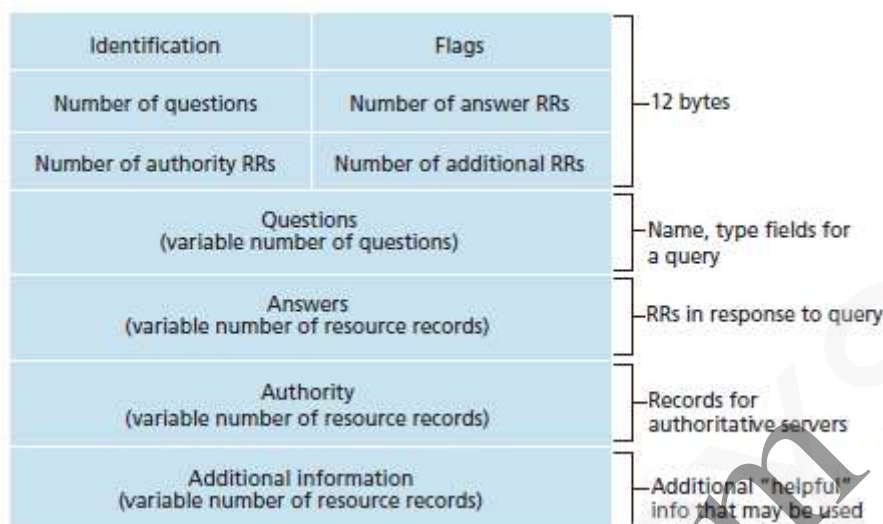 Identification
Flags
Number of questions
Number of answer RRs
12 bytes
Number of authority RRs
Number of additional RRs
Questions
(variable number of questions)
Name, type fields for
a query
Answers
(variable number of resource records)
RRs in response to query
Authority
(variable number of resource records)
Records for
authoritative servers
Additional information
(variable number of resource records)
Additional "helpful"
info that may be used